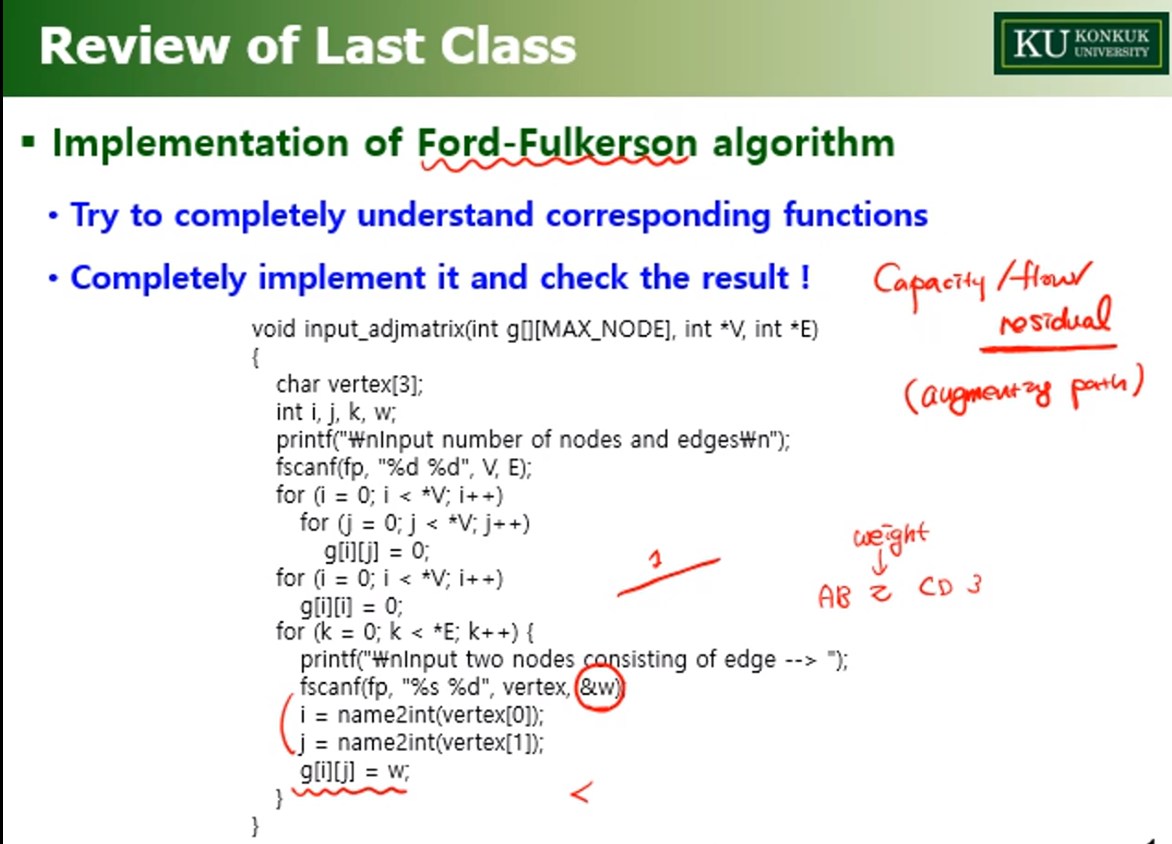 Review of Last Class
KU KONKUK
UNIVERSITY
▪ Implementation of Ford-Fulkerson algorithm
• Try to completely understand corresponding functions
• Completely implement it and check the result !
Capacity/flow
residual
(augmenting path)
void input_adjmatrix(int g[][MAX_NODE], int *V, int *E)
{
char vertex[3];
int i, j, k, w;
printf("₩nInput number of nodes and edges₩n");
fscanf(fp, "%d %d", V, E);
for (i = 0; i < *V; i++)
for (j = 0; j < *V; j++)
g[i][j] = 0;
for (i = 0; i < *V; i++)
g[i][i] = 0;
for (k = 0; k < *E; k++) {
printf("₩nInput two nodes consisting of edge --> ");
fscanf(fp, "%s %d", vertex, &w);
i = name2int(vertex[0]);
j = name2int(vertex[1]);
g[i][j] = w;
}
}
1
weight
AB 2 CD 3
<